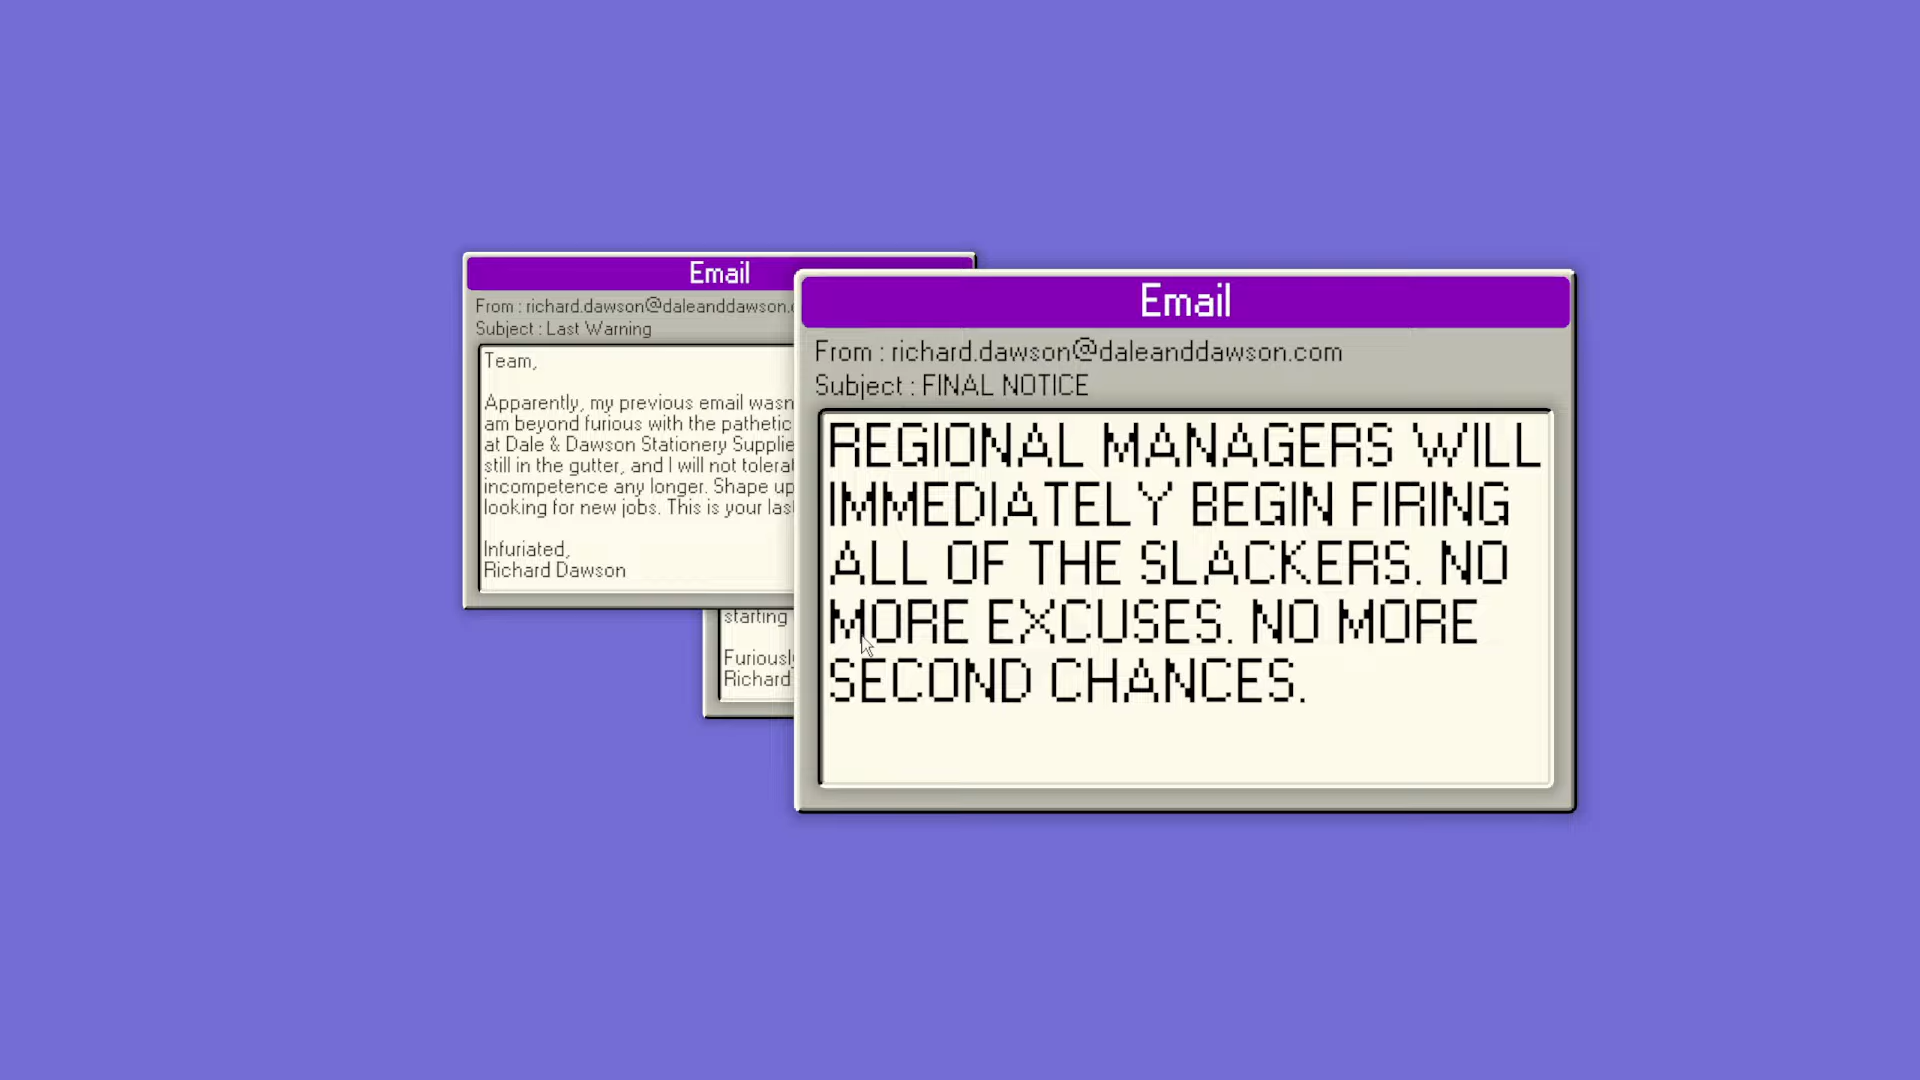 Email
From : richard.dawson@daleanddawson.
Subject : Last Warning
Team,
Apparently, my previous email wasn
am beyond furious with the pathetic
at Dale & Dawson Stationery Supplie
still in the gutter, and I will not tolerat
incompetence any longer. Shape up
looking for new jobs. This is your las
Infuriated,
Richard Dawson
starting
Furiously
Richard
Email
From : richard.dawson@daleanddawson.com
Subject : FINAL NOTICE
REGIONAL MANAGERS WILL
IMMEDIATELY BEGIN FIRING
ALL OF THE SLACKERS. NO
MORE EXCUSES. NO MORE
SECOND CHANCES.